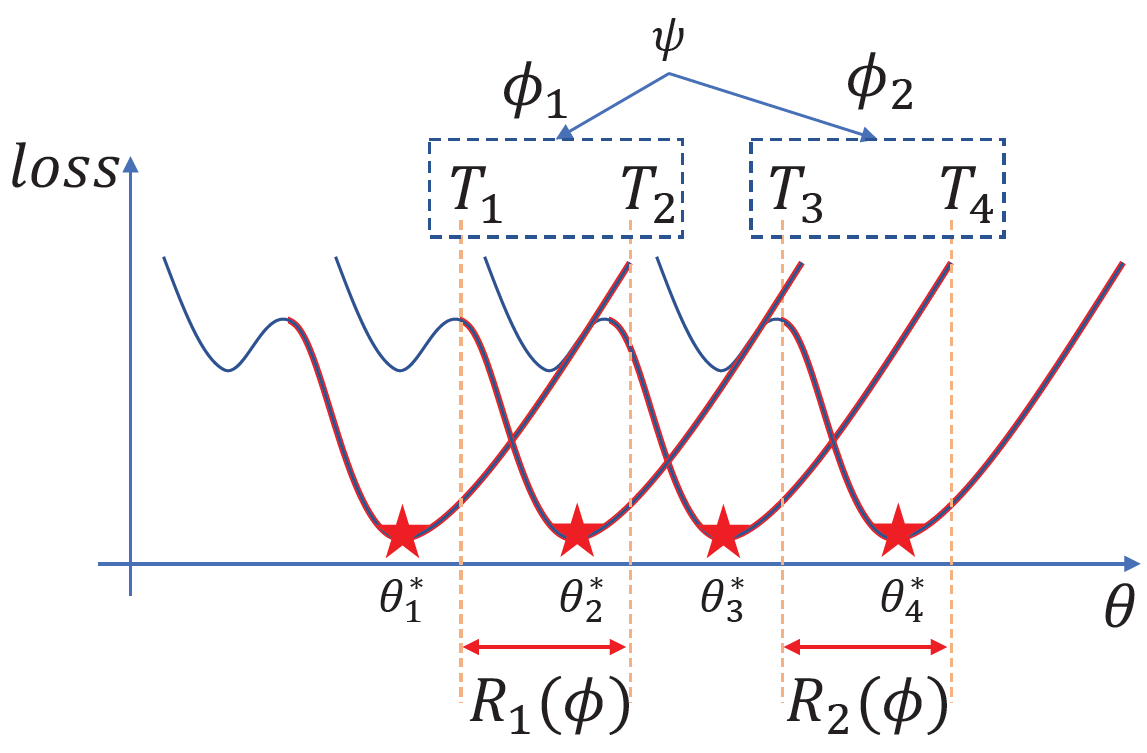 ψ
ϕ₁ ϕ₂
loss
T₁ T₂ T₃ T₄
θ₁* θ₂* θ₃* θ₄* θ
R₁(ϕ) R₂(ϕ)